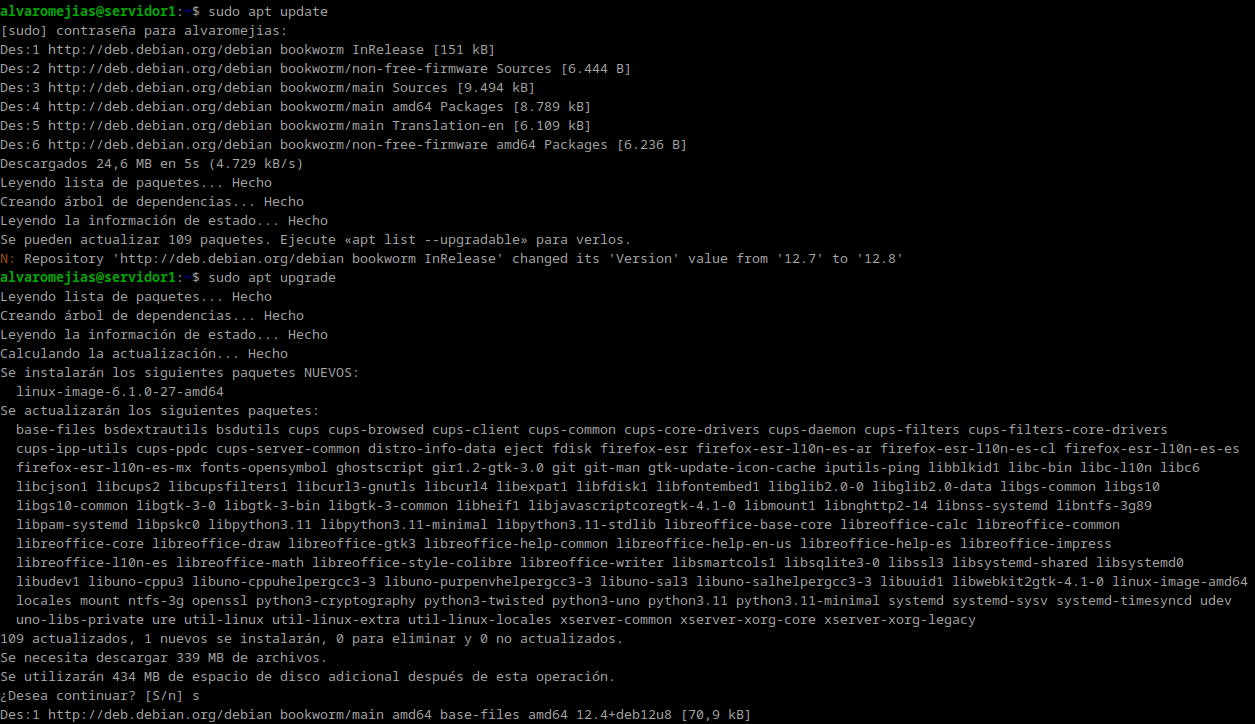 alvaromejias@servidor1:~$ sudo apt update
[sudo] contraseña para alvaromejias:
Des:1 http://deb.debian.org/debian bookworm InRelease [151 kB]
Des:2 http://deb.debian.org/debian bookworm/non-free-firmware Sources [6.444 B]
Des:3 http://deb.debian.org/debian bookworm/main Sources [9.494 kB]
Des:4 http://deb.debian.org/debian bookworm/main amd64 Packages [8.789 kB]
Des:5 http://deb.debian.org/debian bookworm/main Translation-en [6.109 kB]
Des:6 http://deb.debian.org/debian bookworm/non-free-firmware amd64 Packages [6.236 B]
Descargados 24,6 MB en 5s (4.729 kB/s)
Leyendo lista de paquetes... Hecho
Creando árbol de dependencias... Hecho
Leyendo la información de estado... Hecho
Se pueden actualizar 109 paquetes. Ejecute «apt list --upgradable» para verlos.
N: Repository 'http://deb.debian.org/debian bookworm InRelease' changed its 'Version' value from '12.7' to '12.8'
alvaromejias@servidor1:~$ sudo apt upgrade
Leyendo lista de paquetes... Hecho
Creando árbol de dependencias... Hecho
Leyendo la información de estado... Hecho
Calculando la actualización... Hecho
Se instalarán los siguientes paquetes NUEVOS:
linux-image-6.1.0-27-amd64
Se actualizarán los siguientes paquetes:
base-files bsdextrautils bsdutils cups cups-browsed cups-client cups-common cups-core-drivers cups-daemon cups-filters cups-filters-core-drivers
cups-ipp-utils cups-ppdc cups-server-common distro-info-data eject fdisk firefox-esr firefox-esr-l10n-es-ar firefox-esr-l10n-es-cl firefox-esr-l10n-es-es
firefox-esr-l10n-es-mx fonts-opensymbol ghostscript gir1.2-gtk-3.0 git git-man gtk-update-icon-cache iputils-ping libblkid1 libc-bin libc-l10n libc6
libcjson1 libcups2 libcupsfilters1 libcurl3-gnutls libcurl4 libexpat1 libfdisk1 libfontembed1 libglib2.0-0 libglib2.0-data libgs-common libgs10
libgs10-common libgtk-3-0 libgtk-3-bin libgtk-3-common libheif1 libjavascriptcoregtk-4.1-0 libmount1 libnghttp2-14 libnss-systemd libntfs-3g89
libpam-systemd libpskc0 libpython3.11 libpython3.11-minimal libpython3.11-stdlib libreoffice-base-core libreoffice-calc libreoffice-common
libreoffice-core libreoffice-draw libreoffice-gtk3 libreoffice-help-common libreoffice-help-en-us libreoffice-help-es libreoffice-impress
libreoffice-l10n-es libreoffice-math libreoffice-style-colibre libreoffice-writer libsmartcols1 libsqlite3-0 libssl3 libsystemd-shared libsystemd0
libudev1 libuno-cppu3 libuno-cppuhelpergcc3-3 libuno-purpenvhelpergcc3-3 libuno-sal3 libuno-salhelpergcc3-3 libuuid1 libwebkit2gtk-4.1-0 linux-image-amd64
locales mount ntfs-3g openssl python3-cryptography python3-twisted python3-uno python3.11 python3.11-minimal systemd systemd-sysv systemd-timesyncd udev
uno-libs-private ure util-linux util-linux-extra util-linux-locales xserver-common xserver-xorg-core xserver-xorg-legacy
109 actualizados, 1 nuevos se instalarán, 0 para eliminar y 0 no actualizados.
Se necesita descargar 339 MB de archivos.
Se utilizarán 434 MB de espacio de disco adicional después de esta operación.
¿Desea continuar? [S/n] s
Des:1 http://deb.debian.org/debian bookworm/main amd64 base-files amd64 12.4+deb12u8 [70,9 kB]